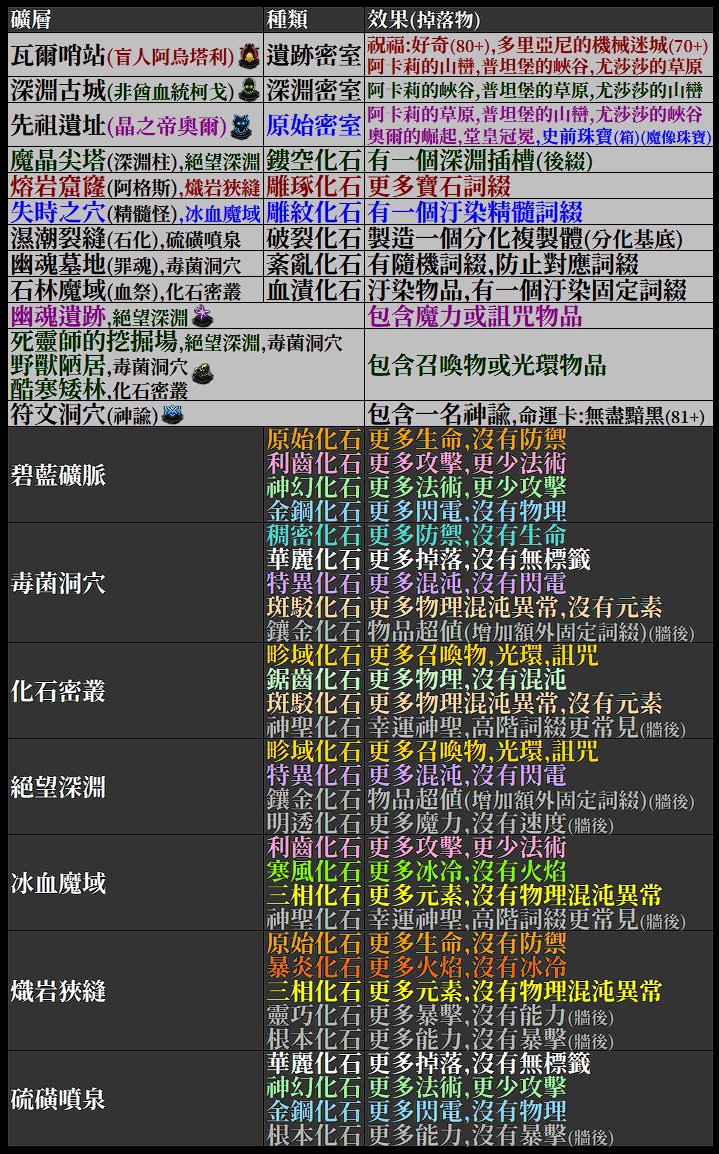 礦層 種類 效果(掉落物)
瓦爾哨站(盲人阿烏塔利) 遺跡密室 祝福:好奇(80+),多里亞尼的機械迷城(70+)
阿卡莉的山巒,普坦堡的峽谷,尤莎莎的草原
深淵古城(非酋血統柯戈) 深淵密室 阿卡莉的峽谷,普坦堡的草原,尤莎莎的山巒
先祖遺址(晶之帝奧爾) 原始密室 阿卡莉的草原,普坦堡的山巒,尤莎莎的峽谷
奧爾的崛起,堂皇冠冕,史前珠寶(箱)(魔像珠寶)
魔晶尖塔(深淵柱),絕望深淵 鏤空化石 有一個深淵插槽(後綴)
熔岩窟窿(阿格斯),熾岩狹縫 雕琢化石 更多寶石詞綴
失時之穴(精髓怪),冰血魔域 雕紋化石 有一個汙染精髓詞綴
濕潮裂縫(石化),硫磺噴泉 破裂化石 製造一個分化複製體(分化基底)
幽魂墓地(罪魂),毒菌洞穴 紊亂化石 有隨機詞綴,防止對應詞綴
石林魔域(血祭),化石密叢 血漬化石 汙染物品,有一個汙染固定詞綴
幽魂遺跡,絕望深淵 包含魔力或詛咒物品
死靈師的挖掘場,絕望深淵,毒菌洞穴
野獸陋居,毒菌洞穴 包含召喚物或光環物品
酷寒矮林,化石密叢
符文洞穴(神諭) 包含一名神諭,命運卡:無盡黯黑(81+)
碧藍礦脈 原始化石 更多生命,沒有防禦
利齒化石 更多攻擊,更少法術
神幻化石 更多法術,更少攻擊
金鋼化石 更多閃電,沒有物理
毒菌洞穴 稠密化石 更多防禦,沒有生命
華麗化石 更多掉落,沒有無標籤
特異化石 更多混沌,沒有閃電
斑駁化石 更多物理混沌異常,沒有元素
鑲金化石 物品超值(增加額外固定詞綴)(牆後)
化石密叢 畛域化石 更多召喚物,光環,詛咒
鋸齒化石 更多物理,沒有混沌
斑駁化石 更多物理混沌異常,沒有元素
神聖化石 幸運神聖,高階詞綴更常見(牆後)
絕望深淵 畛域化石 更多召喚物,光環,詛咒
特異化石 更多混沌,沒有閃電
鑲金化石 物品超值(增加額外固定詞綴)(牆後)
明透化石 更多魔力,沒有速度(牆後)
冰血魔域 利齒化石 更多攻擊,更少法術
寒風化石 更多冰冷,沒有火焰
三相化石 更多元素,沒有物理混沌異常
神聖化石 幸運神聖,高階詞綴更常見(牆後)
熾岩狹縫 原始化石 更多生命,沒有防禦
暴炎化石 更多火焰,沒有冰冷
三相化石 更多元素,沒有物理混沌異常
靈巧化石 更多暴擊,沒有能力(牆後)
根本化石 更多能力,沒有暴擊(牆後)
硫磺噴泉 華麗化石 更多掉落,沒有無標籤
神幻化石 更多法術,更少攻擊
金鋼化石 更多閃電,沒有物理
根本化石 更多能力,沒有暴擊(牆後)